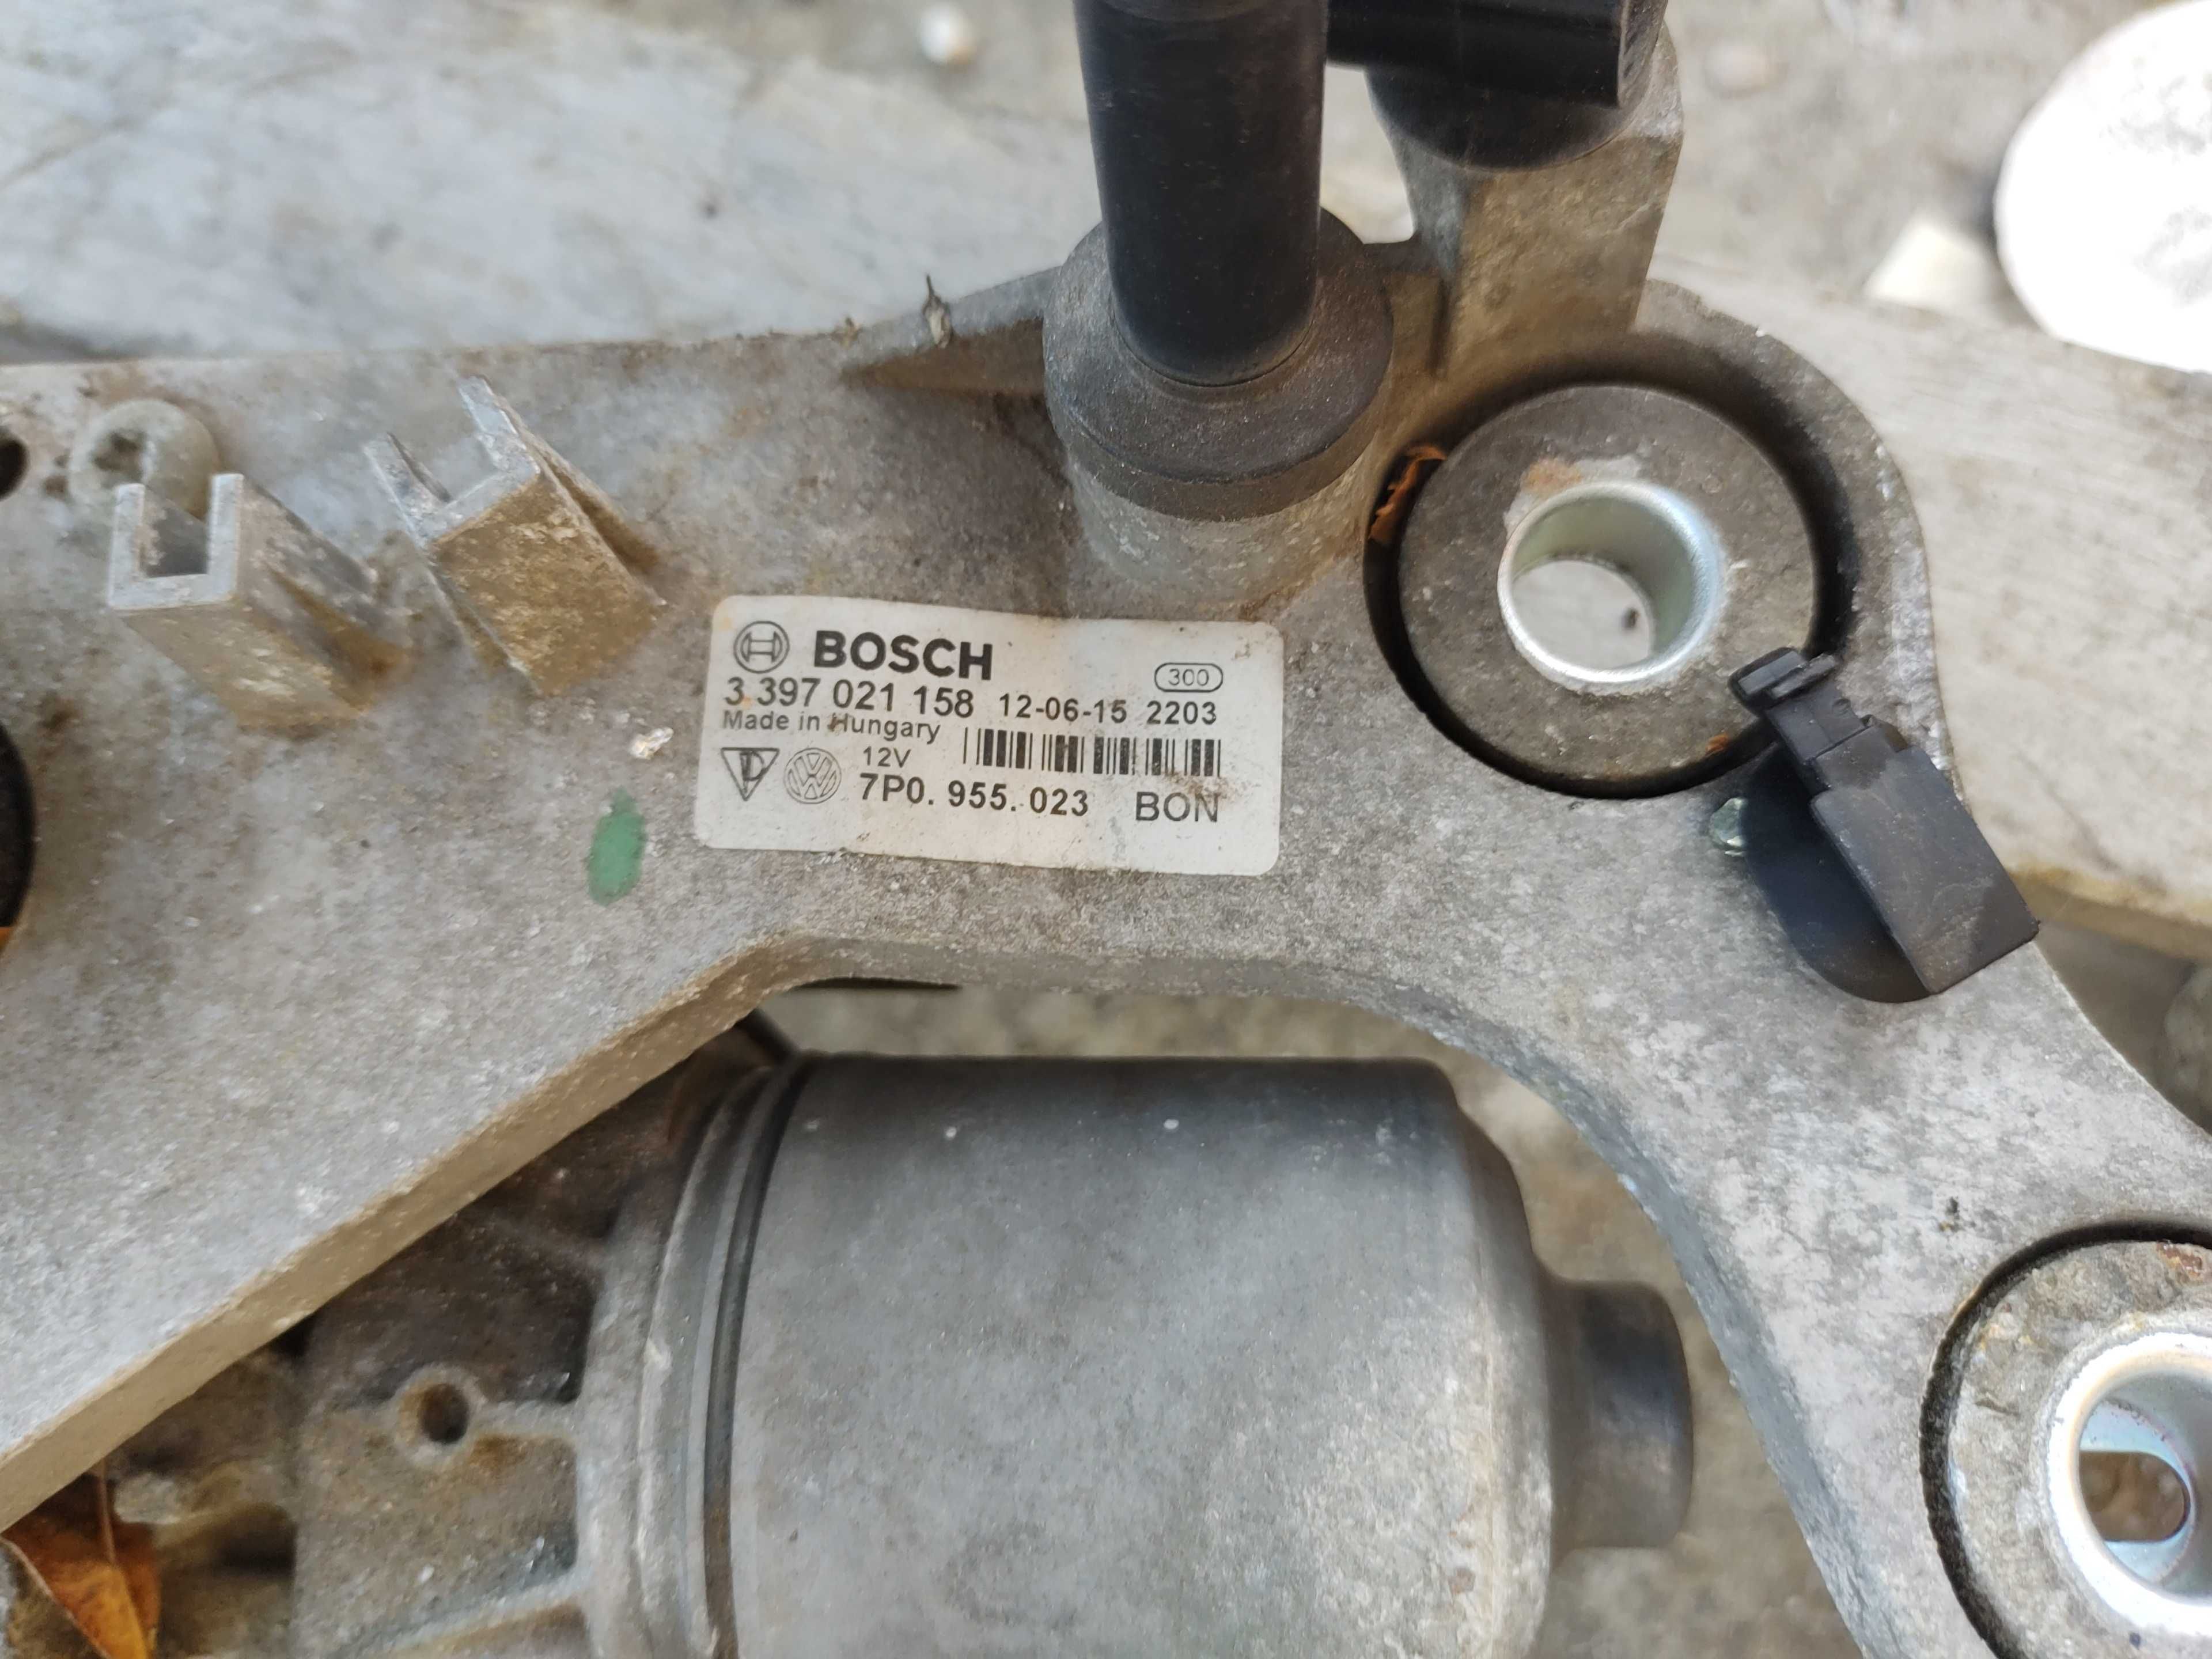 BOSCH
300
3 397 021 158 12-06-15 2203
Made in Hungary
12V
7P0. 955. 023 BON